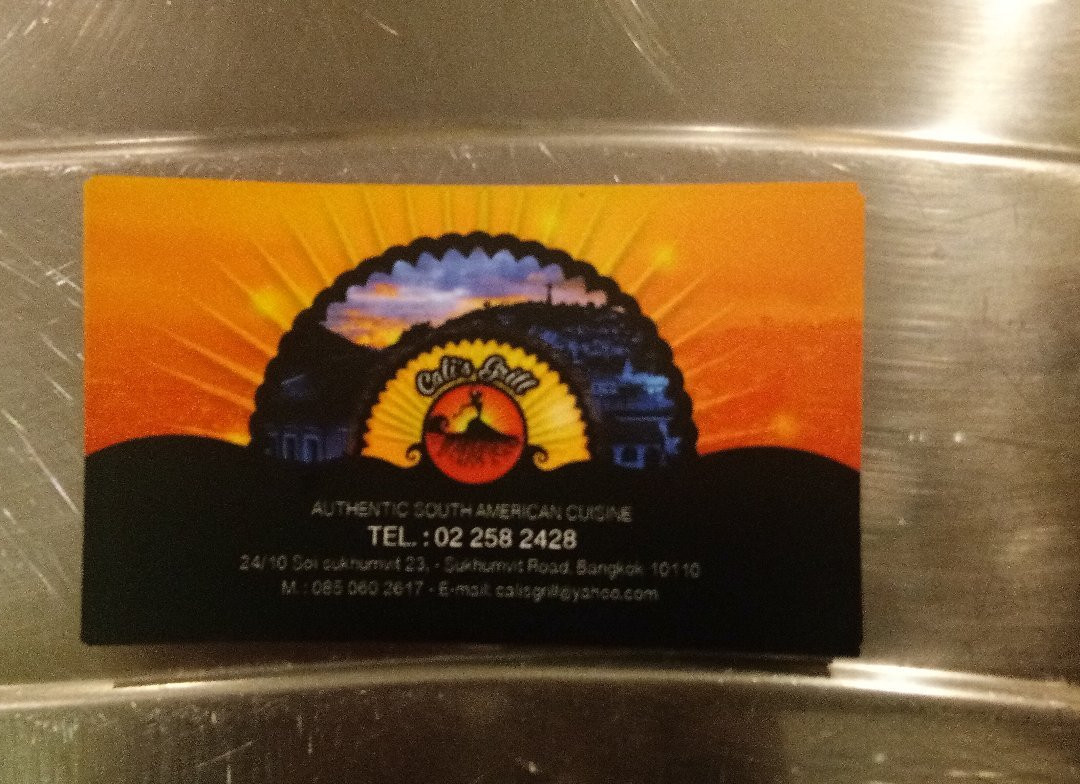 Cali's Grill
AUTHENTIC SOUTH AMERICAN CUISINE
TEL. : 02 258 2428
24/10 Soi sukhumvit 23, - Sukhumvit Road. Bangkok 10110
M. : 085 060 2617 - E-mail. calisgrill@yahoo.com